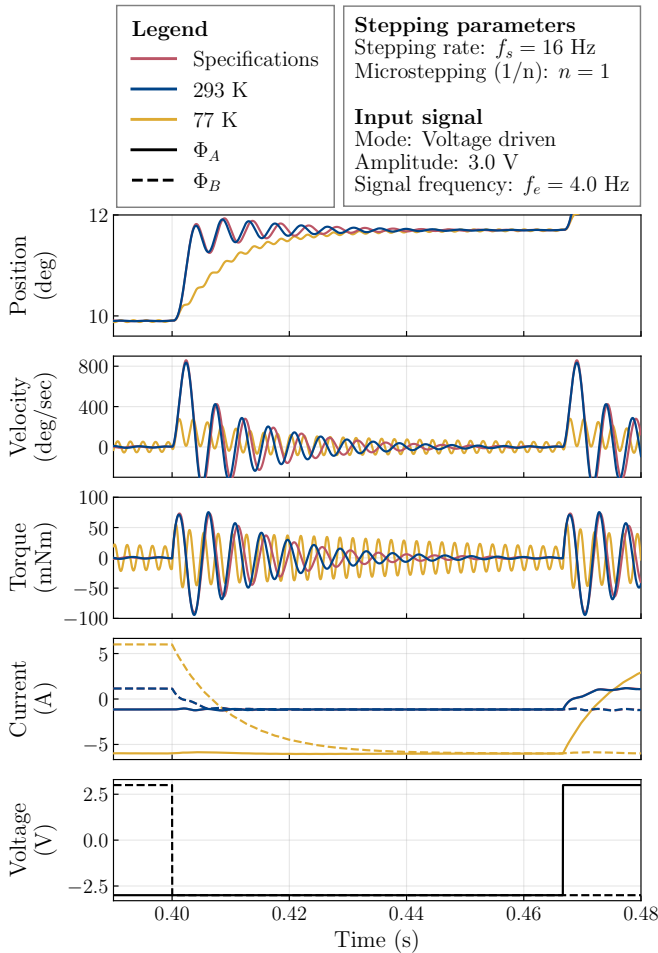 Legend
Specifications
293 K
77 K
Φ_A
Φ_B
Stepping parameters
Stepping rate: f_s = 16 Hz
Microstepping (1/n): n = 1
Input signal
Mode: Voltage driven
Amplitude: 3.0 V
Signal frequency: f_e = 4.0 Hz
12
10
Position
(deg)
800
400
0
Velocity
(deg/sec)
100
50
0
−50
−100
Torque
(mNm)
5
0
−5
Current
(A)
2.5
0.0
−2.5
Voltage
(V)
0.40 0.42 0.44 0.46 0.48
Time (s)